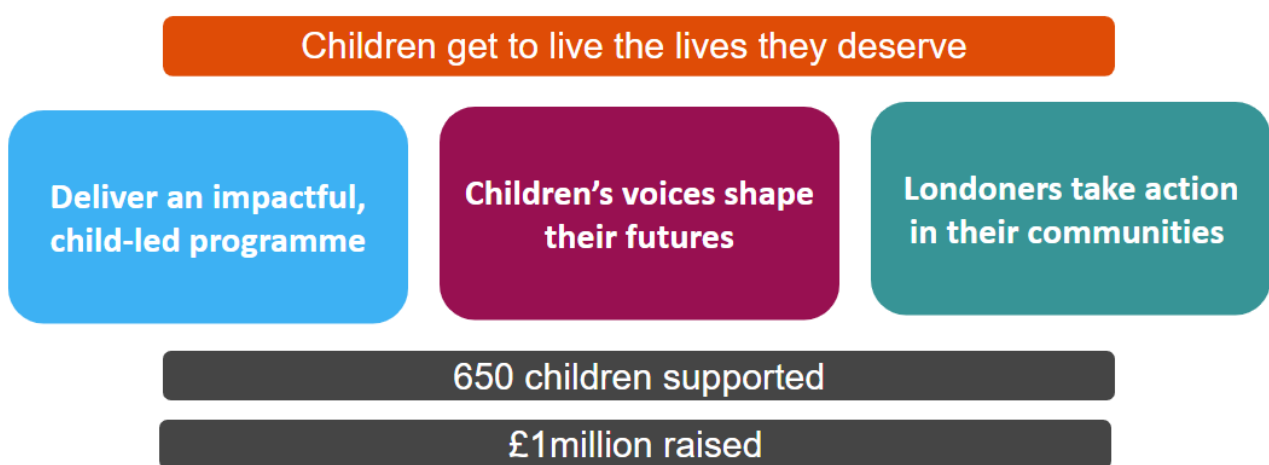 Children get to live the lives they deserve
Deliver an impactful,
child-led programme
Children’s voices shape
their futures
Londoners take action
in their communities
650 children supported
£1million raised